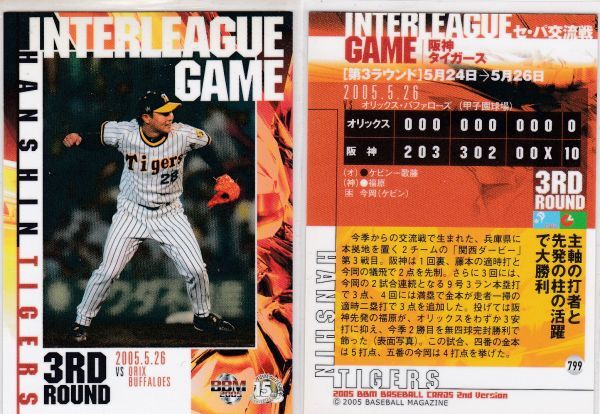 INTERLEAGUE
GAME
HANSHIN TIGERS
Tigers
28
3RD
ROUND
2005.5.26
VS ORIX
BUFFALOES
BBM
2005
15
INTERLEAGUE セ・パ交流戦
GAME 阪神
タイガース
[第3ラウンド]5月24日→5月26日
2005.5.26
オリックス・バファローズ (甲子園球場)
オリックス 000 000 000 0
阪神 203 302 00X 10
(オ)●ケビン―歌藤
(神)○福原
本 今岡(ケビン)
3RD
ROUND
主軸の打者と
先発の柱の活躍
で大勝利
今季からの交流戦で生まれた、兵庫県に
本拠地を置く2チームの「関西ダービー」
第3戦目。阪神は1回裏、藤本の適時打と
今岡の犠飛で2点を先制。さらに3回には、
今岡の2試合連続となる9号3ラン本塁打
で3点、4回には満塁で金本が走者一掃の
適時二塁打で3点を追加した。投げては阪
神先発の福原が、オリックスをわずか3安
打に抑え、今季2勝目を無四球完封勝利で
飾った(表面写真)。この試合、四番の金本
は5打点、五番の今岡は4打点を挙げた。
HANSHIN
TIGERS
799
2005 BBM BASEBALL CARDS 2nd Version
© 2005 BASEBALL MAGAZINE